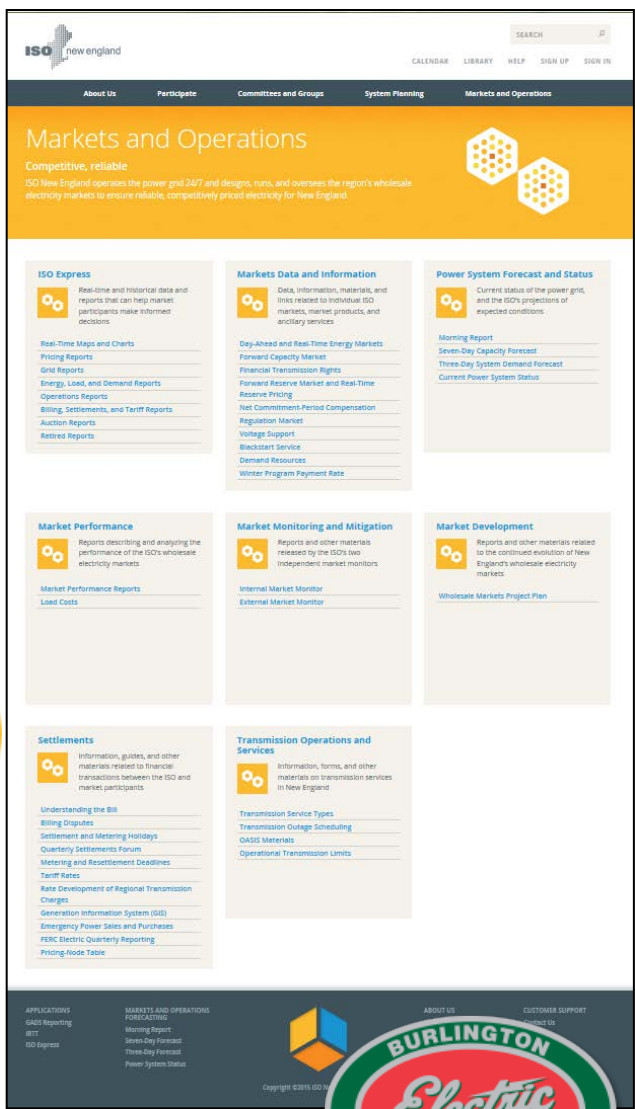 ISO new england
SEARCH
CALENDAR LIBRARY HELP SIGN UP SIGN IN
About Us Participate Committees and Groups System Planning Markets and Operations
Markets and Operations
Competitive, reliable
ISO New England operates the power grid 24/7 and designs, runs, and oversees the region's wholesale
electricity markets to ensure reliable, competitively priced electricity for New England.
ISO Express
Real-time and historical data and
reports that can help market
participants make informed
decisions
Real-Time Maps and Charts
Pricing Reports
Grid Reports
Energy, Load, and Demand Reports
Operations Reports
Billing, Settlements, and Tariff Reports
Auction Reports
Retired Reports
Markets Data and Information
Data, information, materials, and
links related to individual ISO
markets, market products, and
ancillary services
Day-Ahead and Real-Time Energy Markets
Forward Capacity Market
Financial Transmission Rights
Forward Reserve Market and Real-Time
Reserve Pricing
Net Commitment-Period Compensation
Regulation Market
Voltage Support
Blackstart Service
Demand Resources
Winter Program Payment Rate
Power System Forecast and Status
Current status of the power grid,
and the ISO's projections of
expected conditions
Morning Report
Seven-Day Capacity Forecast
Three-Day System Demand Forecast
Current Power System Status
Market Performance
Reports describing and analyzing the
performance of the ISO's wholesale
electricity markets
Market Performance Reports
Load Costs
Market Monitoring and Mitigation
Reports and other materials
released by the ISO's two
independent market monitors
Internal Market Monitor
External Market Monitor
Market Development
Reports and other materials related
to the continued evolution of New
England's wholesale electricity
markets
Wholesale Markets Project Plan
Settlements
Information, guides, and other
materials related to financial
transactions between the ISO and
market participants
Understanding the Bill
Billing Disputes
Settlement and Metering Holidays
Quarterly Settlements Forum
Metering and Resettlement Deadlines
Tariff Rates
Rate Development of Regional Transmission
Charges
Generation Information System (GIS)
Emergency Power Sales and Purchases
FERC Electric Quarterly Reporting
Pricing-Node Table
Transmission Operations and
Services
Information, forms, and other
materials on transmission services
in New England
Transmission Service Types
Transmission Outage Scheduling
OASIS Materials
Operational Transmission Limits
APPLICATIONS
GADS Reporting
IRTT
ISO Express
MARKETS AND OPERATIONS
FORECASTING
Morning Report
Seven-Day Forecast
Three-Day Forecast
Power System Status
ABOUT US
CUSTOMER SUPPORT
Contact Us
Copyright ©2015 ISO
BURLINGTON
Electric